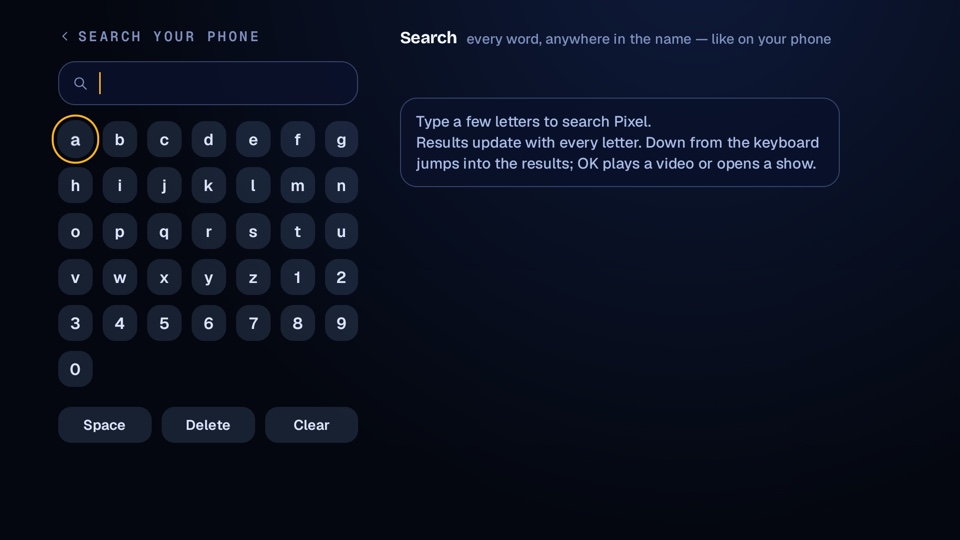 SEARCH YOUR PHONE
a b c d e f g
h i j k l m n
o p q r s t u
v w x y z 1 2
3 4 5 6 7 8 9
0
Space Delete Clear
Search every word, anywhere in the name — like on your phone
Type a few letters to search Pixel.
Results update with every letter. Down from the keyboard
jumps into the results; OK plays a video or opens a show.